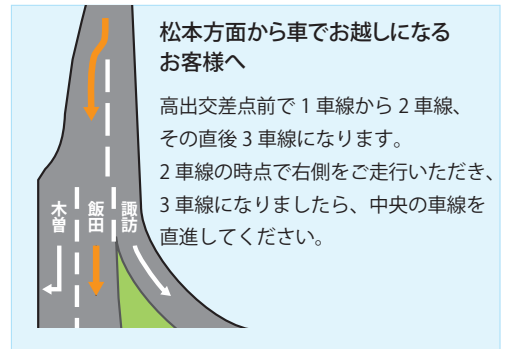 松本方面から車でお越しになる
お客様へ
高出交差点前で1車線から2車線、
その直後3車線になります。
2車線の時点で右側をご走行いただき、
3車線になりましたら、中央の車線を
直進してください。
木曽
飯田
諏訪